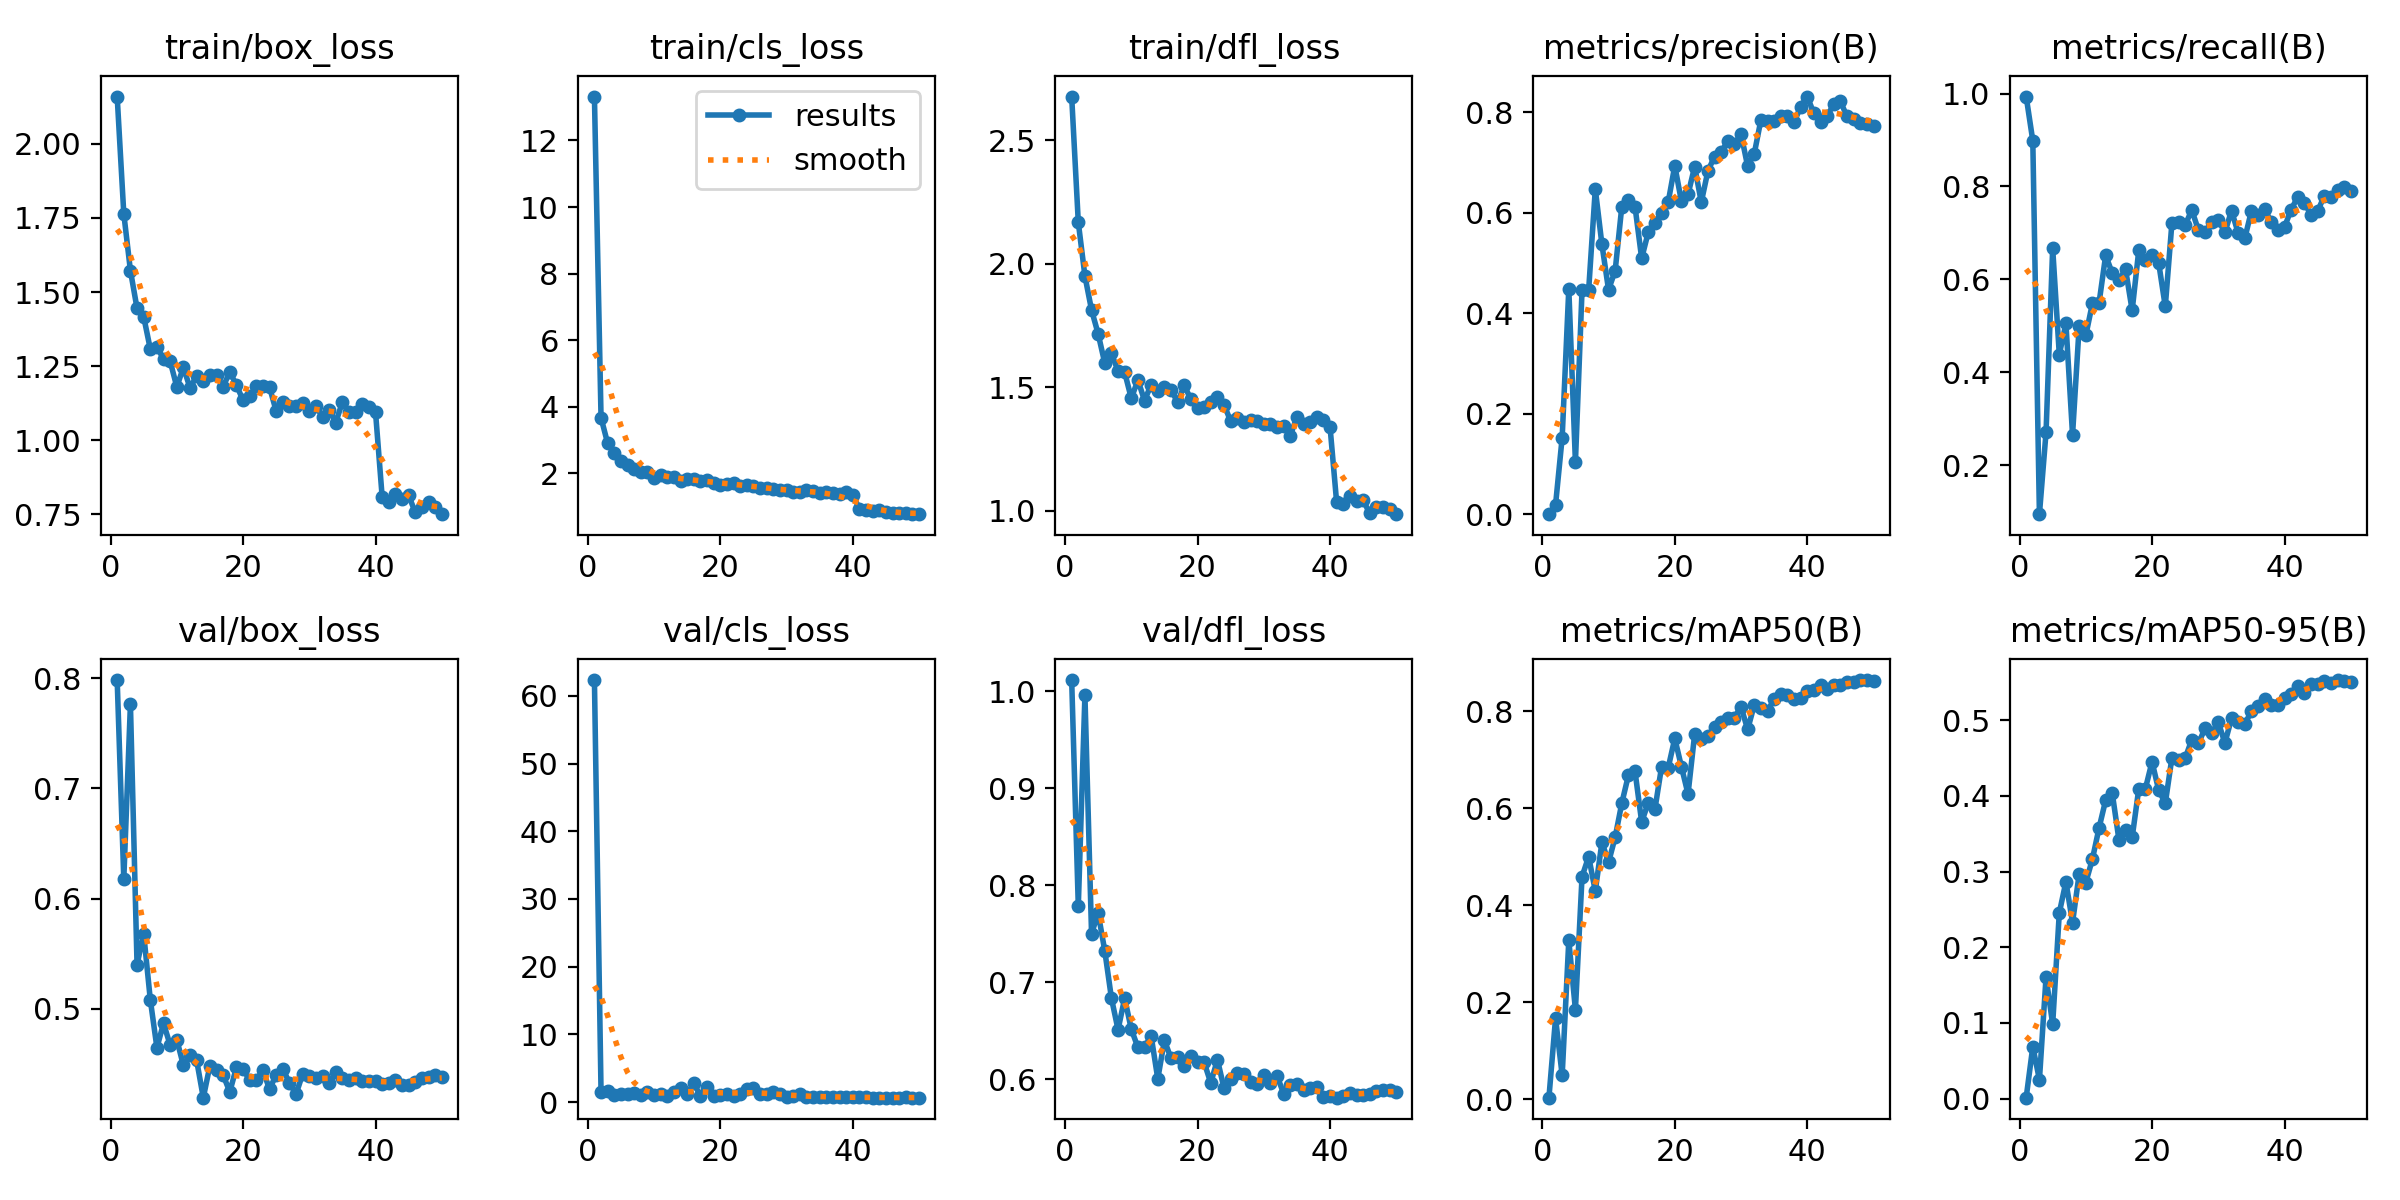 train/box_loss
train/cls_loss
train/dfl_loss
metrics/precision(B)
metrics/recall(B)
2.00
1.75
1.50
1.25
1.00
0.75
0 20 40
results
smooth
12
10
8
6
4
2
0 20 40
2.5
2.0
1.5
1.0
0 20 40
0.8
0.6
0.4
0.2
0.0
0 20 40
1.0
0.8
0.6
0.4
0.2
0 20 40
val/box_loss
val/cls_loss
val/dfl_loss
metrics/mAP50(B)
metrics/mAP50-95(B)
0.8
0.7
0.6
0.5
0 20 40
60
50
40
30
20
10
0
0 20 40
1.0
0.9
0.8
0.7
0.6
0 20 40
0.8
0.6
0.4
0.2
0.0
0 20 40
0.5
0.4
0.3
0.2
0.1
0.0
0 20 40